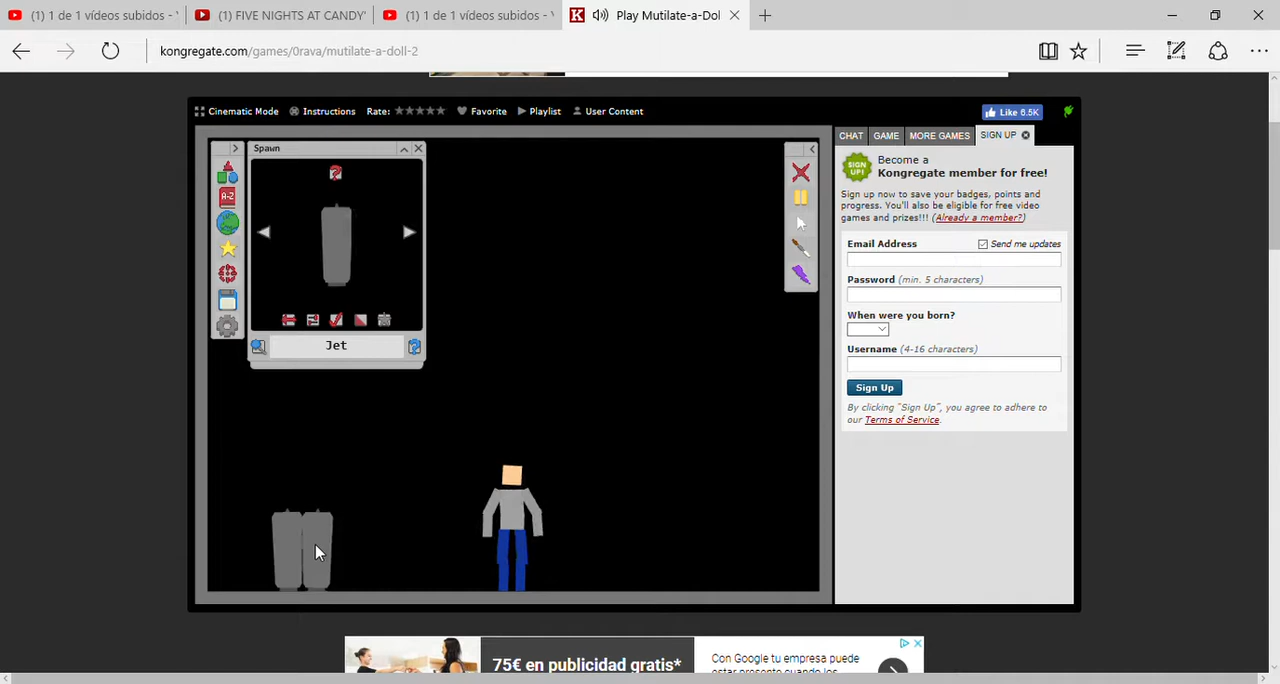 (1) 1 de 1 vídeos subidos -
(1) FIVE NIGHTS AT CANDY'
(1) 1 de 1 vídeos subidos -
Play Mutilate-a-Dol
kongregate.com/games/0rava/mutilate-a-doll-2
Cinematic Mode
Instructions
Rate:
Favorite
Playlist
User Content
Like 6.5K
Spawn
A-Z
Jet
CHAT
GAME
MORE GAMES
SIGN UP
SIGN UP!
Become a
Kongregate member for free!
Sign up now to save your badges, points and
progress. You'll also be eligible for free video
games and prizes!!! (Already a member?)
Email Address
Send me updates
Password (min. 5 characters)
When were you born?
Username (4-16 characters)
Sign Up
By clicking "Sign Up", you agree to adhere to
our Terms of Service.
75€ en publicidad gratis*
Con Google tu empresa puede
estar presente cuando los